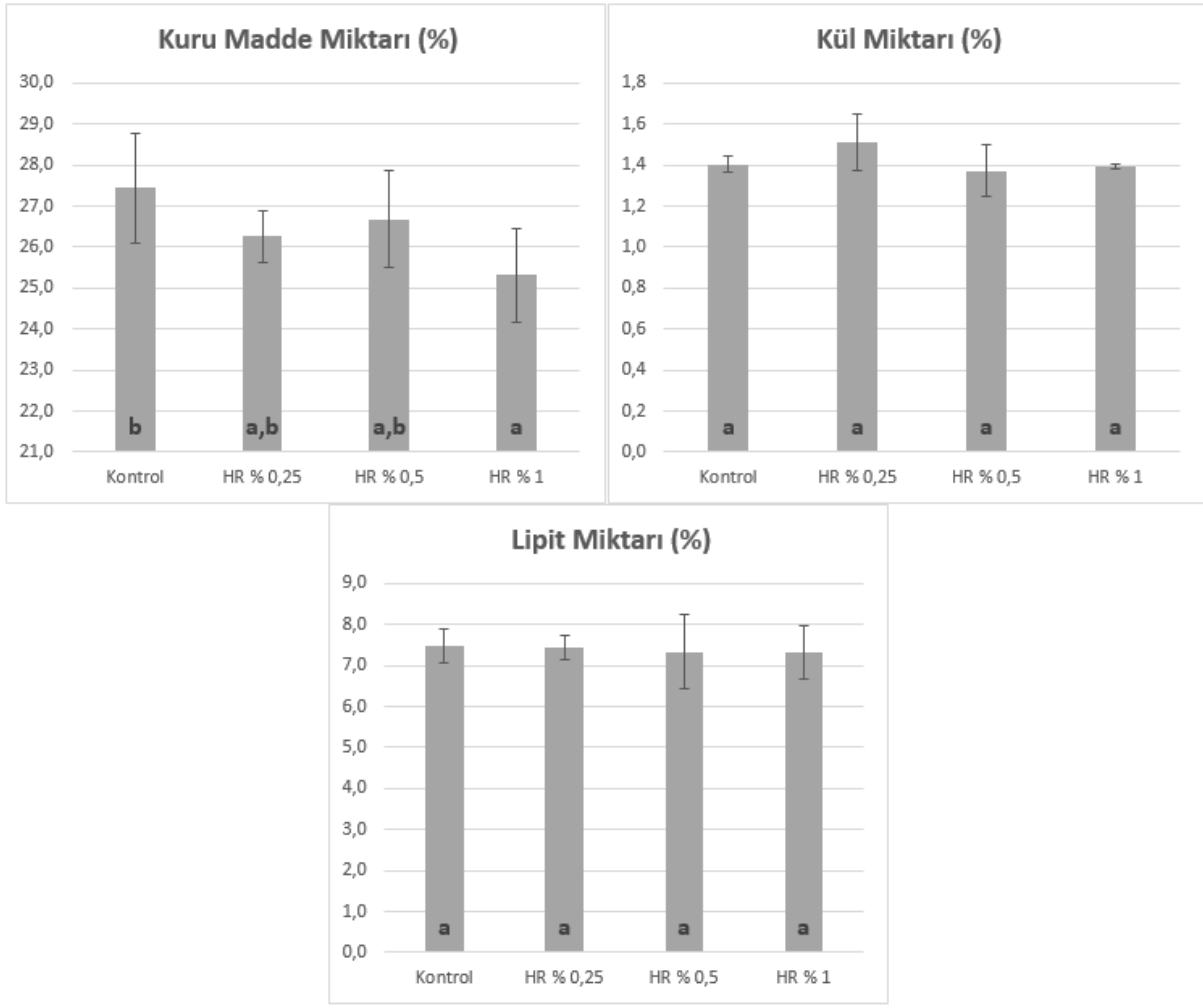 Kuru Madde Miktarı (%)
30,0
29,0
28,0
27,0
26,0
25,0
24,0
23,0
22,0
21,0
b
a,b
a,b
a
Kontrol
HR % 0,25
HR % 0,5
HR % 1
Kül Miktarı (%)
1,8
1,6
1,4
1,2
1,0
0,8
0,6
0,4
0,2
0,0
a
a
a
a
Kontrol
HR % 0,25
HR % 0,5
HR % 1
Lipit Miktarı (%)
9,0
8,0
7,0
6,0
5,0
4,0
3,0
2,0
1,0
0,0
a
a
a
a
Kontrol
HR % 0,25
HR % 0,5
HR % 1